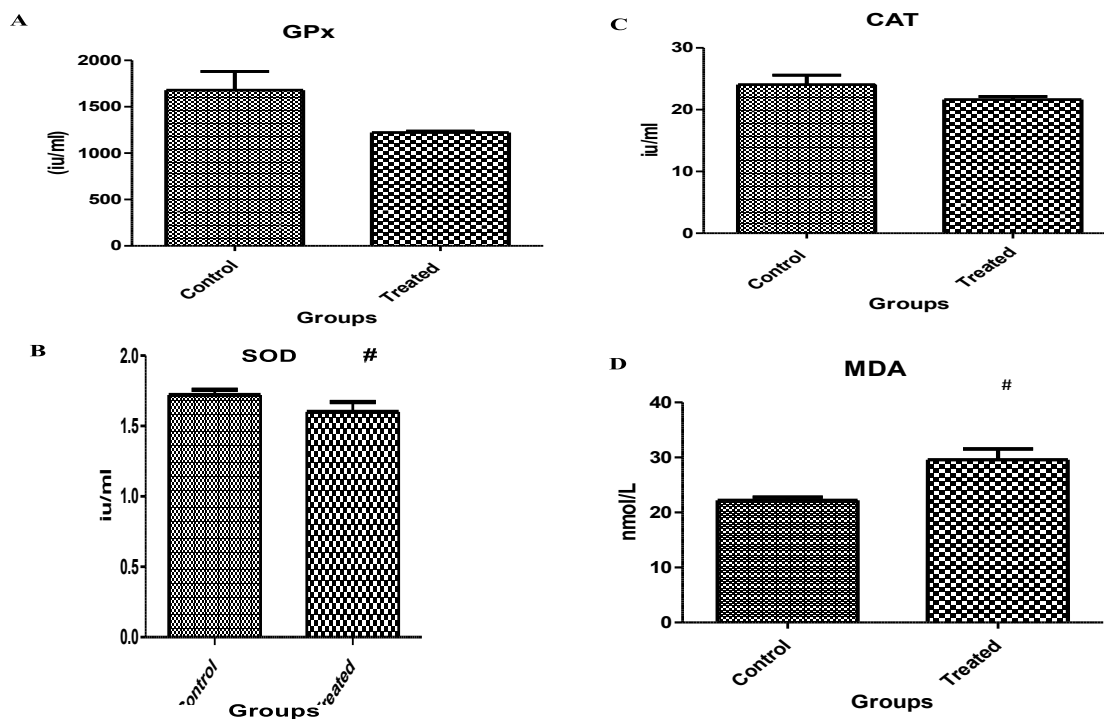 A
GPx
(iu/ml)
2000
1500
1000
500
0
Control
Treated
Groups
C
CAT
iu/ml
30
20
10
0
Control
Treated
Groups
B
SOD #
iu/ml
2.0
1.5
1.0
0.5
0.0
Control
Treated
Groups
D
MDA
#
nmol/L
40
30
20
10
0
Control
Treated
Groups